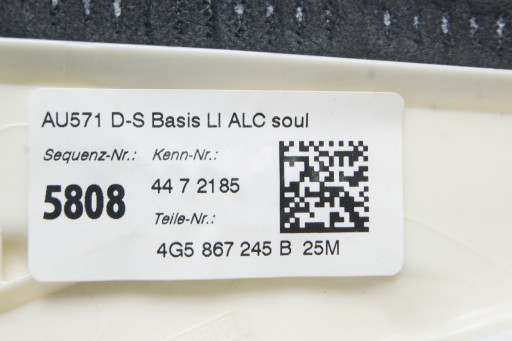 AU571 D-S Basis LI ALC soul
Sequenz-Nr.: Kenn-Nr.:
5808 44 7 2185
Teile-Nr.:
4G5 867 245 B 25M